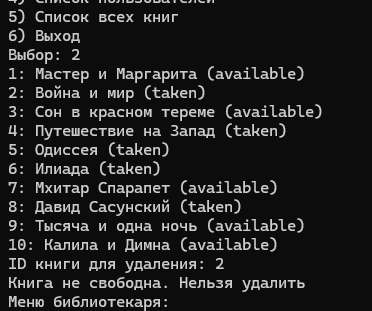 4) Список пользователей
5) Список всех книг
6) Выход
Выбор: 2
1: Мастер и Маргарита (available)
2: Война и мир (taken)
3: Сон в красном тереме (available)
4: Путешествие на Запад (taken)
5: Одиссея (taken)
6: Илиада (taken)
7: Мхитар Спарапет (available)
8: Давид Сасунский (taken)
9: Тысяча и одна ночь (available)
10: Калила и Димна (available)
ID книги для удаления: 2
Книга не свободна. Нельзя удалить
Меню библиотекаря: